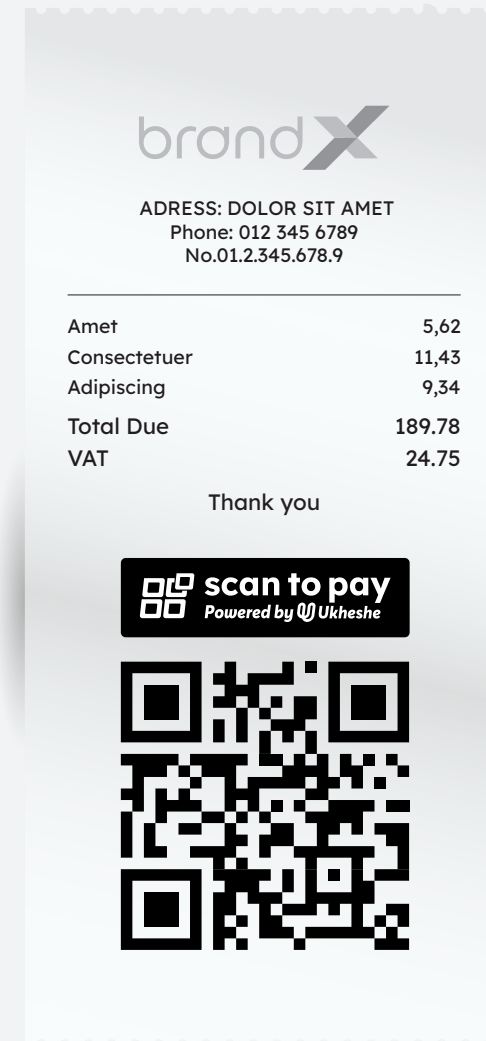 brandX
ADRESS: DOLOR SIT AMET
Phone: 012 345 6789
No.01.2.345.678.9
Amet 5,62
Consectetuer 11,43
Adipiscing 9,34
Total Due 189.78
VAT 24.75
Thank you
scan to pay
Powered by Ukheshe